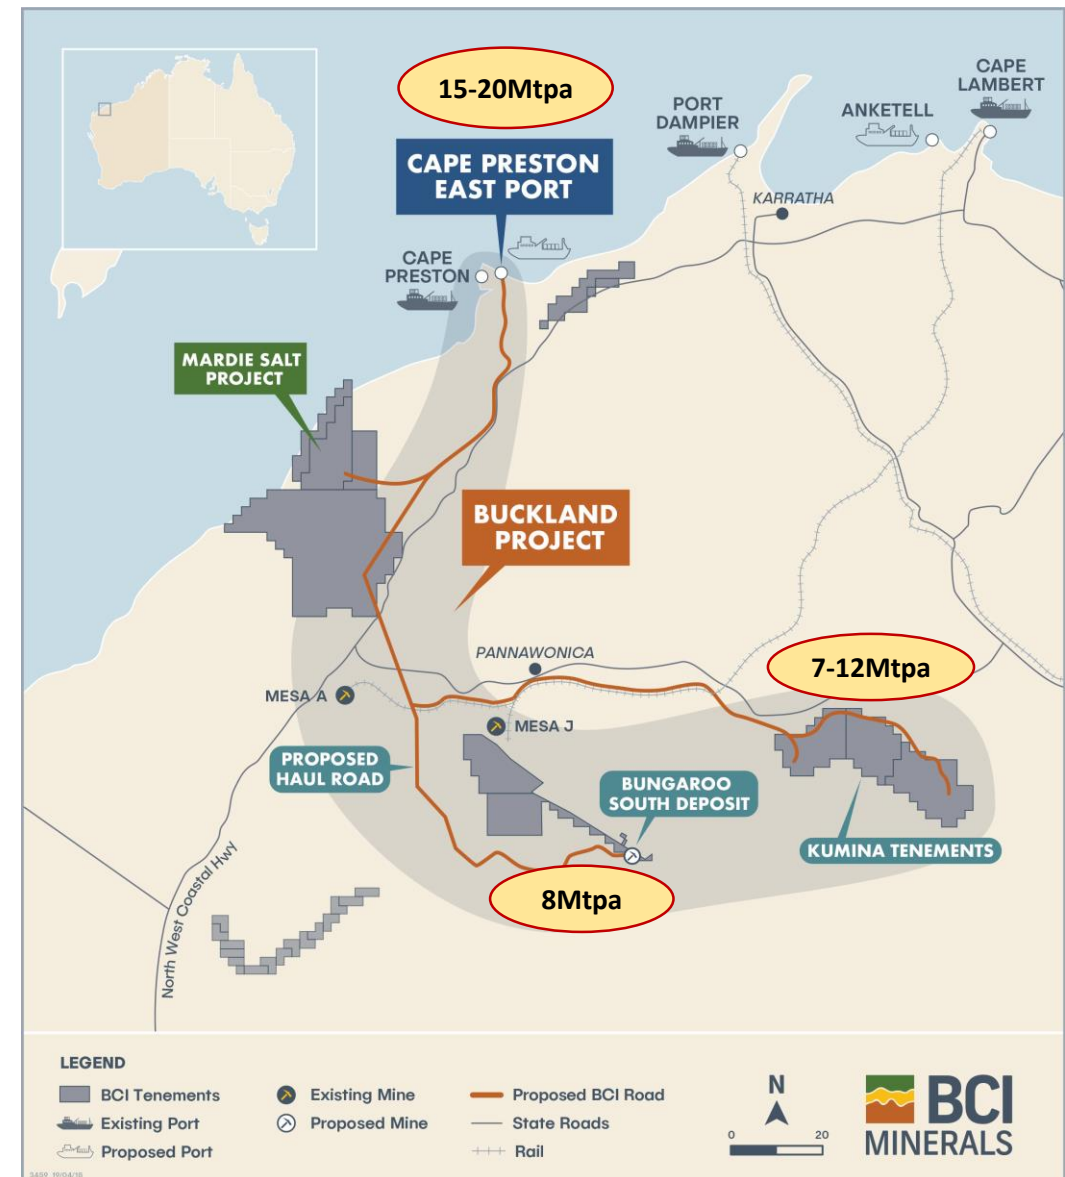 15-20Mtpa
CAPE PRESTON
EAST PORT
PORT
DAMPIER
ANKETELL
CAPE
LAMBERT
KARRATHA
CAPE
PRESTON
MARDIE SALT
PROJECT
BUCKLAND
PROJECT
PANNAWONICA
7-12Mtpa
MESA A
MESA J
PROPOSED
HAUL ROAD
BUNGAROO
SOUTH DEPOSIT
KUMINA TENEMENTS
8Mtpa
North West Coastal Hwy
LEGEND
BCI Tenements
Existing Port
Proposed Port
Existing Mine
Proposed Mine
Proposed BCI Road
State Roads
Rail
N
0 20
BCI
MINERALS